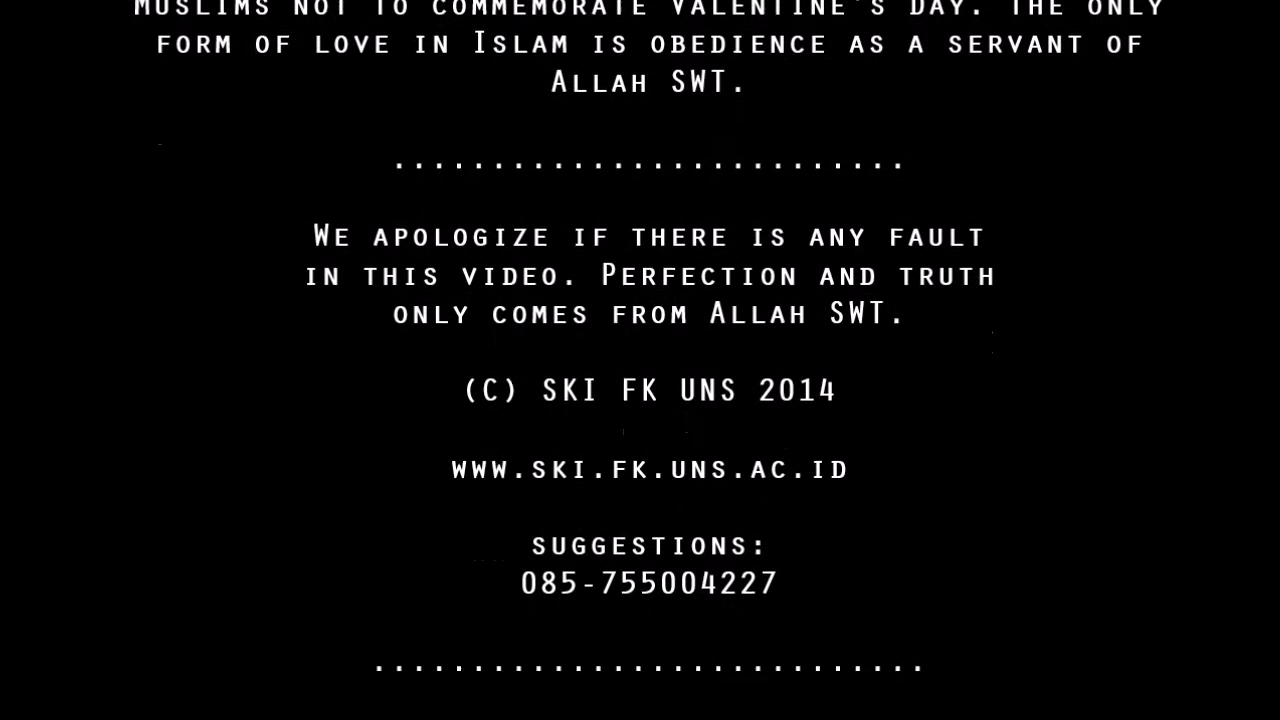 MUSLIMS NOT TO COMMEMORATE VALENTINE'S DAY. THE ONLY
FORM OF LOVE IN ISLAM IS OBEDIENCE AS A SERVANT OF
ALLAH SWT.
..........................
WE APOLOGIZE IF THERE IS ANY FAULT
IN THIS VIDEO. PERFECTION AND TRUTH
ONLY COMES FROM ALLAH SWT.
(C) SKI FK UNS 2014
WWW.SKI.FK.UNS.AC.ID
SUGGESTIONS:
085-755004227
............................